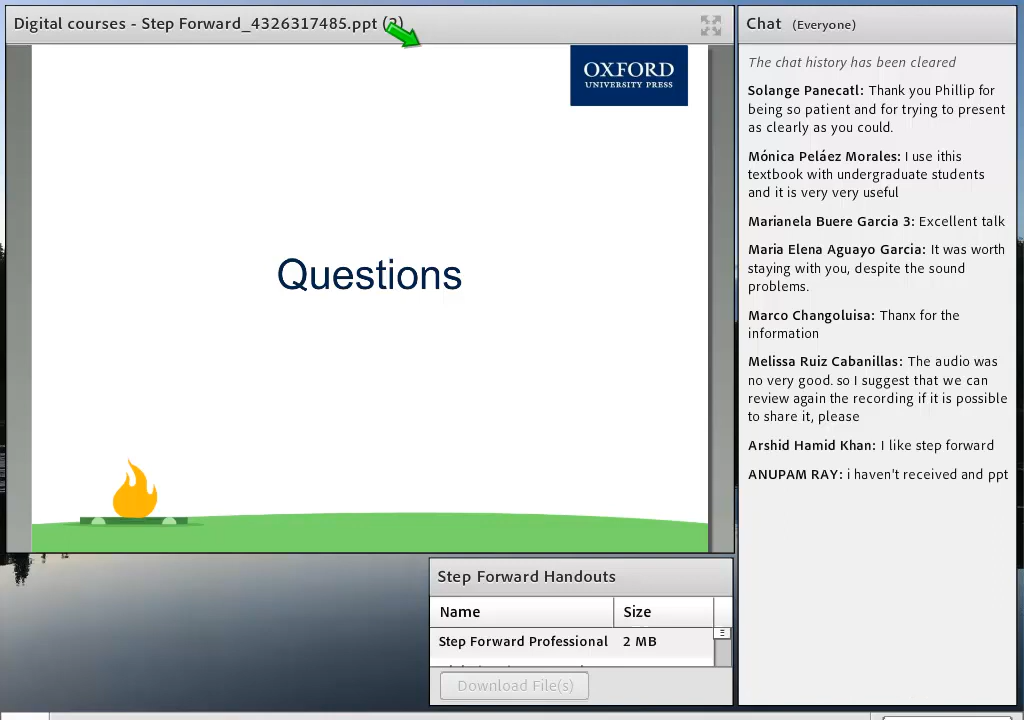 Digital courses - Step Forward_4326317485.ppt (2)
OXFORD
UNIVERSITY PRESS
Questions
Step Forward Handouts
Name Size
Step Forward Professional 2 MB
Download File(s)
Chat (Everyone)
The chat history has been cleared
Solange Panecatl: Thank you Phillip for
being so patient and for trying to present
as clearly as you could.
Mónica Peláez Morales: I use ithis
textbook with undergraduate students
and it is very very useful
Marianela Buere Garcia 3: Excellent talk
Maria Elena Aguayo Garcia: It was worth
staying with you, despite the sound
problems.
Marco Changoluisa: Thanx for the
information
Melissa Ruiz Cabanillas: The audio was
no very good. so I suggest that we can
review again the recording if it is possible
to share it, please
Arshid Hamid Khan: I like step forward
ANUPAM RAY: i haven't received and ppt